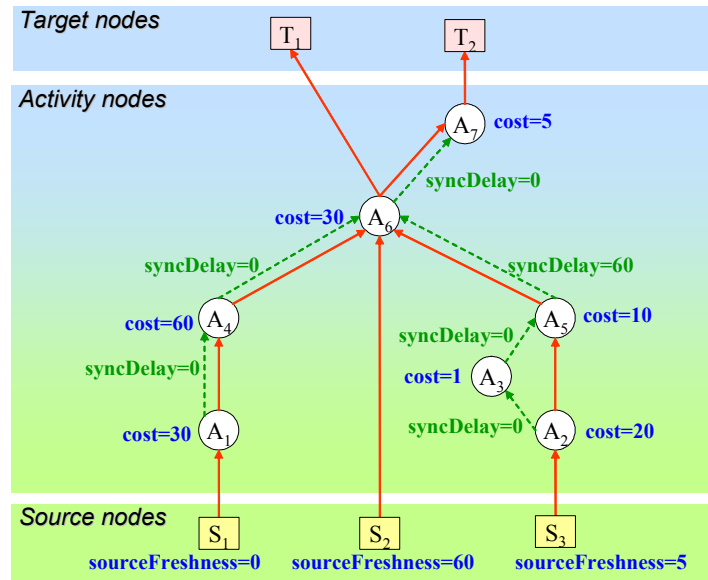 Target nodes
T1
T2
Activity nodes
A7
cost=5
syncDelay=0
cost=30
A6
syncDelay=0
syncDelay=60
cost=60
A4
A5
cost=10
syncDelay=0
syncDelay=0
cost=1
A3
cost=30
A1
syncDelay=0
A2
cost=20
Source nodes
S1
S2
S3
sourceFreshness=0
sourceFreshness=60
sourceFreshness=5